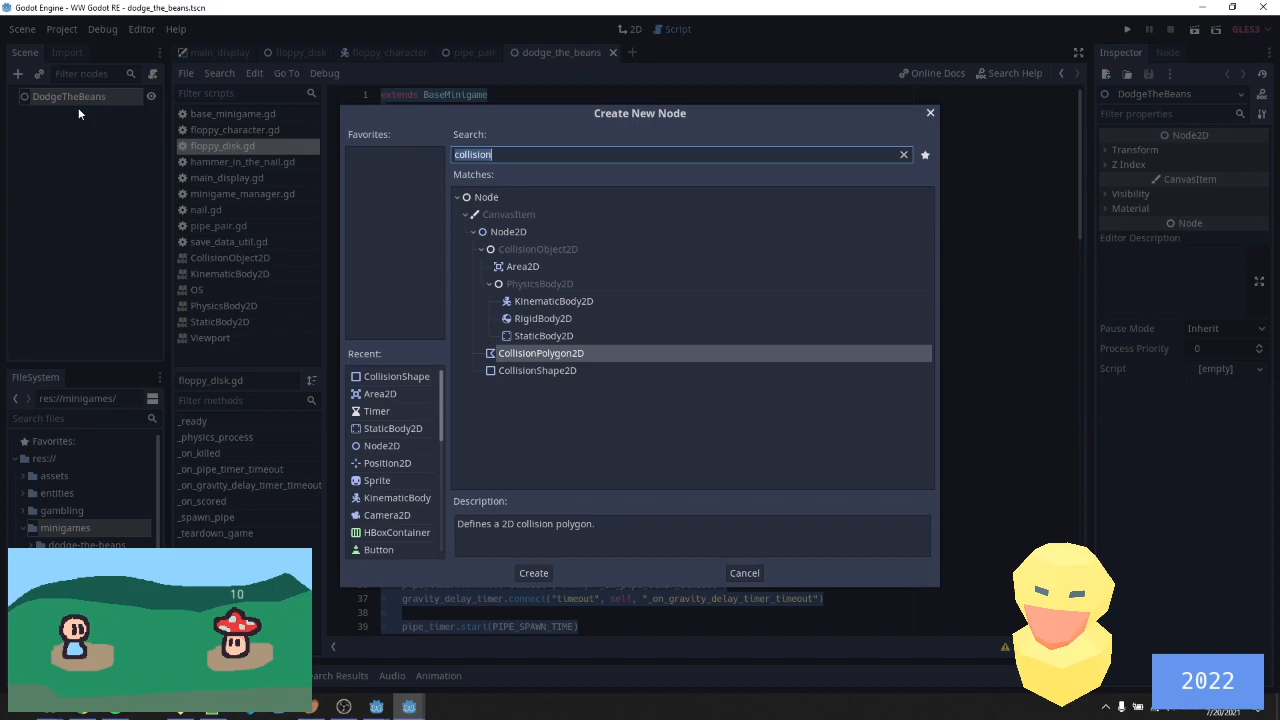 Godot Engine - WW Godot RE - dodge_the_beans.tscn
Scene Project Debug Editor Help
2D Script
GLES3
Scene Import
main_display floppy_disk floppy_character pipe_pair dodge_the_beans
Inspector Node
Filter nodes
File Search Edit Go To Debug
Online Docs Search Help
DodgeTheBeans
Filter scripts
extends BaseMinigame
DodgeTheBeans
base_minigame.gd
floppy_character.gd
floppy_disk.gd
hammer_in_the_nail.gd
main_display.gd
minigame_manager.gd
nail.gd
pipe_pair.gd
save_data_util.gd
CollisionObject2D
KinematicBody2D
OS
PhysicsBody2D
StaticBody2D
Viewport
floppy_disk.gd
Filter methods
_ready
_physics_process
_on_killed
_on_pipe_timer_timeout
_on_gravity_delay_timer_timeout
_on_scored
_spawn_pipe
_teardown_game
FileSystem
res://minigames/
Search files
Favorites:
res://
assets
entities
gambling
minigames
dodge-the-beans
Create New Node
Favorites:
Search:
collision
Matches:
Node
CanvasItem
Node2D
CollisionObject2D
Area2D
PhysicsBody2D
KinematicBody2D
RigidBody2D
StaticBody2D
CollisionPolygon2D
CollisionShape2D
Recent:
CollisionShape
Area2D
Timer
StaticBody2D
Node2D
Position2D
Sprite
KinematicBody
Camera2D
HBoxContainer
Button
Description:
Defines a 2D collision polygon.
Create Cancel
Filter properties
Node2D
Transform
Z Index
CanvasItem
Visibility
Material
Node
Editor Description
Pause Mode Inherit
Process Priority 0
Script [empty]
37 gravity_delay_timer.connect("timeout", self, "_on_gravity_delay_timer_timeout")
38
39 pipe_timer.start(PIPE_SPAWN_TIME)
Search Results Audio Animation
10
2022
7/20/2021